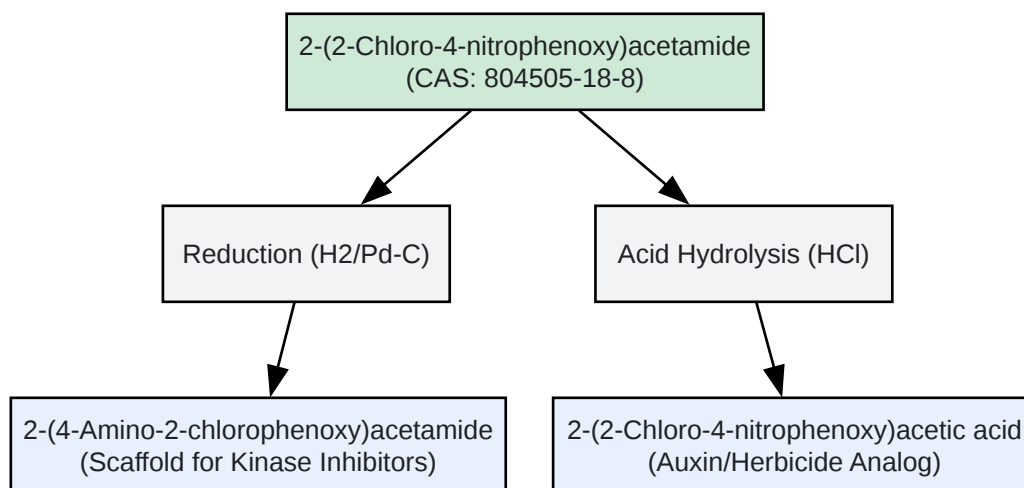 2-(2-Chloro-4-nitrophenoxy)acetamide
(CAS: 804505-18-8)
Reduction (H2/Pd-C)
Acid Hydrolysis (HCl)
2-(4-Amino-2-chlorophenoxy)acetamide
(Scaffold for Kinase Inhibitors)
2-(2-Chloro-4-nitrophenoxy)acetic acid
(Auxin/Herbicide Analog)